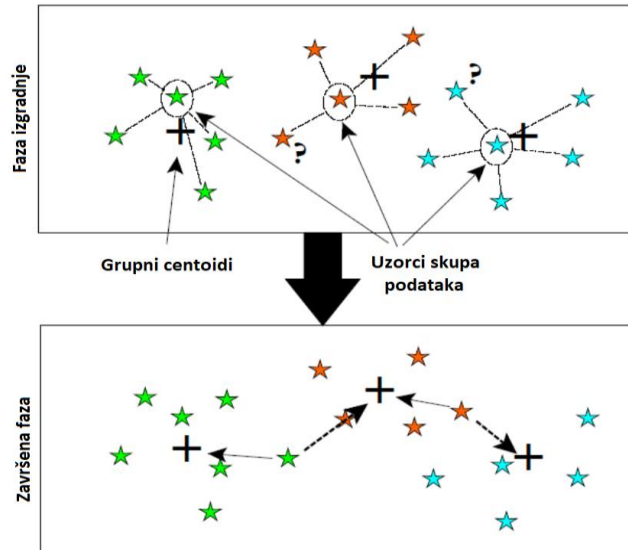 Faza izgradnje
?
?
Grupni centoidi
Uzorci skupa
podataka
Završena faza